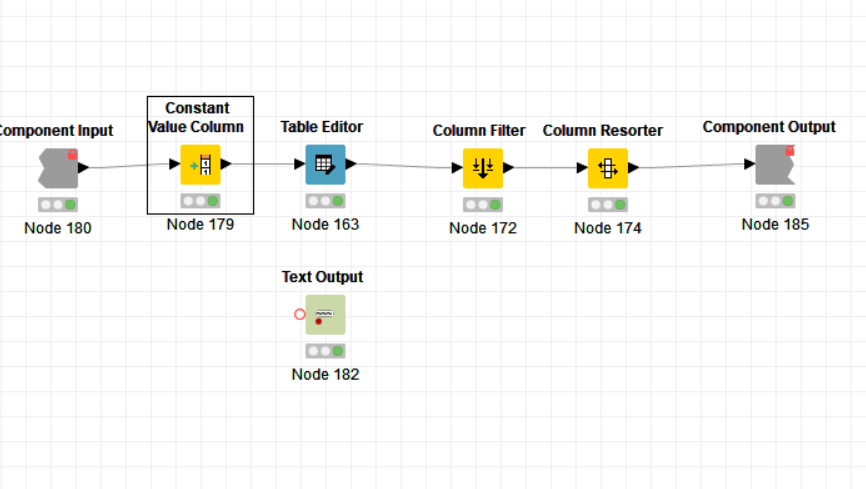 Constant
Component Input
Value Column
Table Editor
Column Filter
Column Resorter
Component Output
Node 180
Node 179
Node 163
Node 172
Node 174
Node 185
Text Output
Node 182